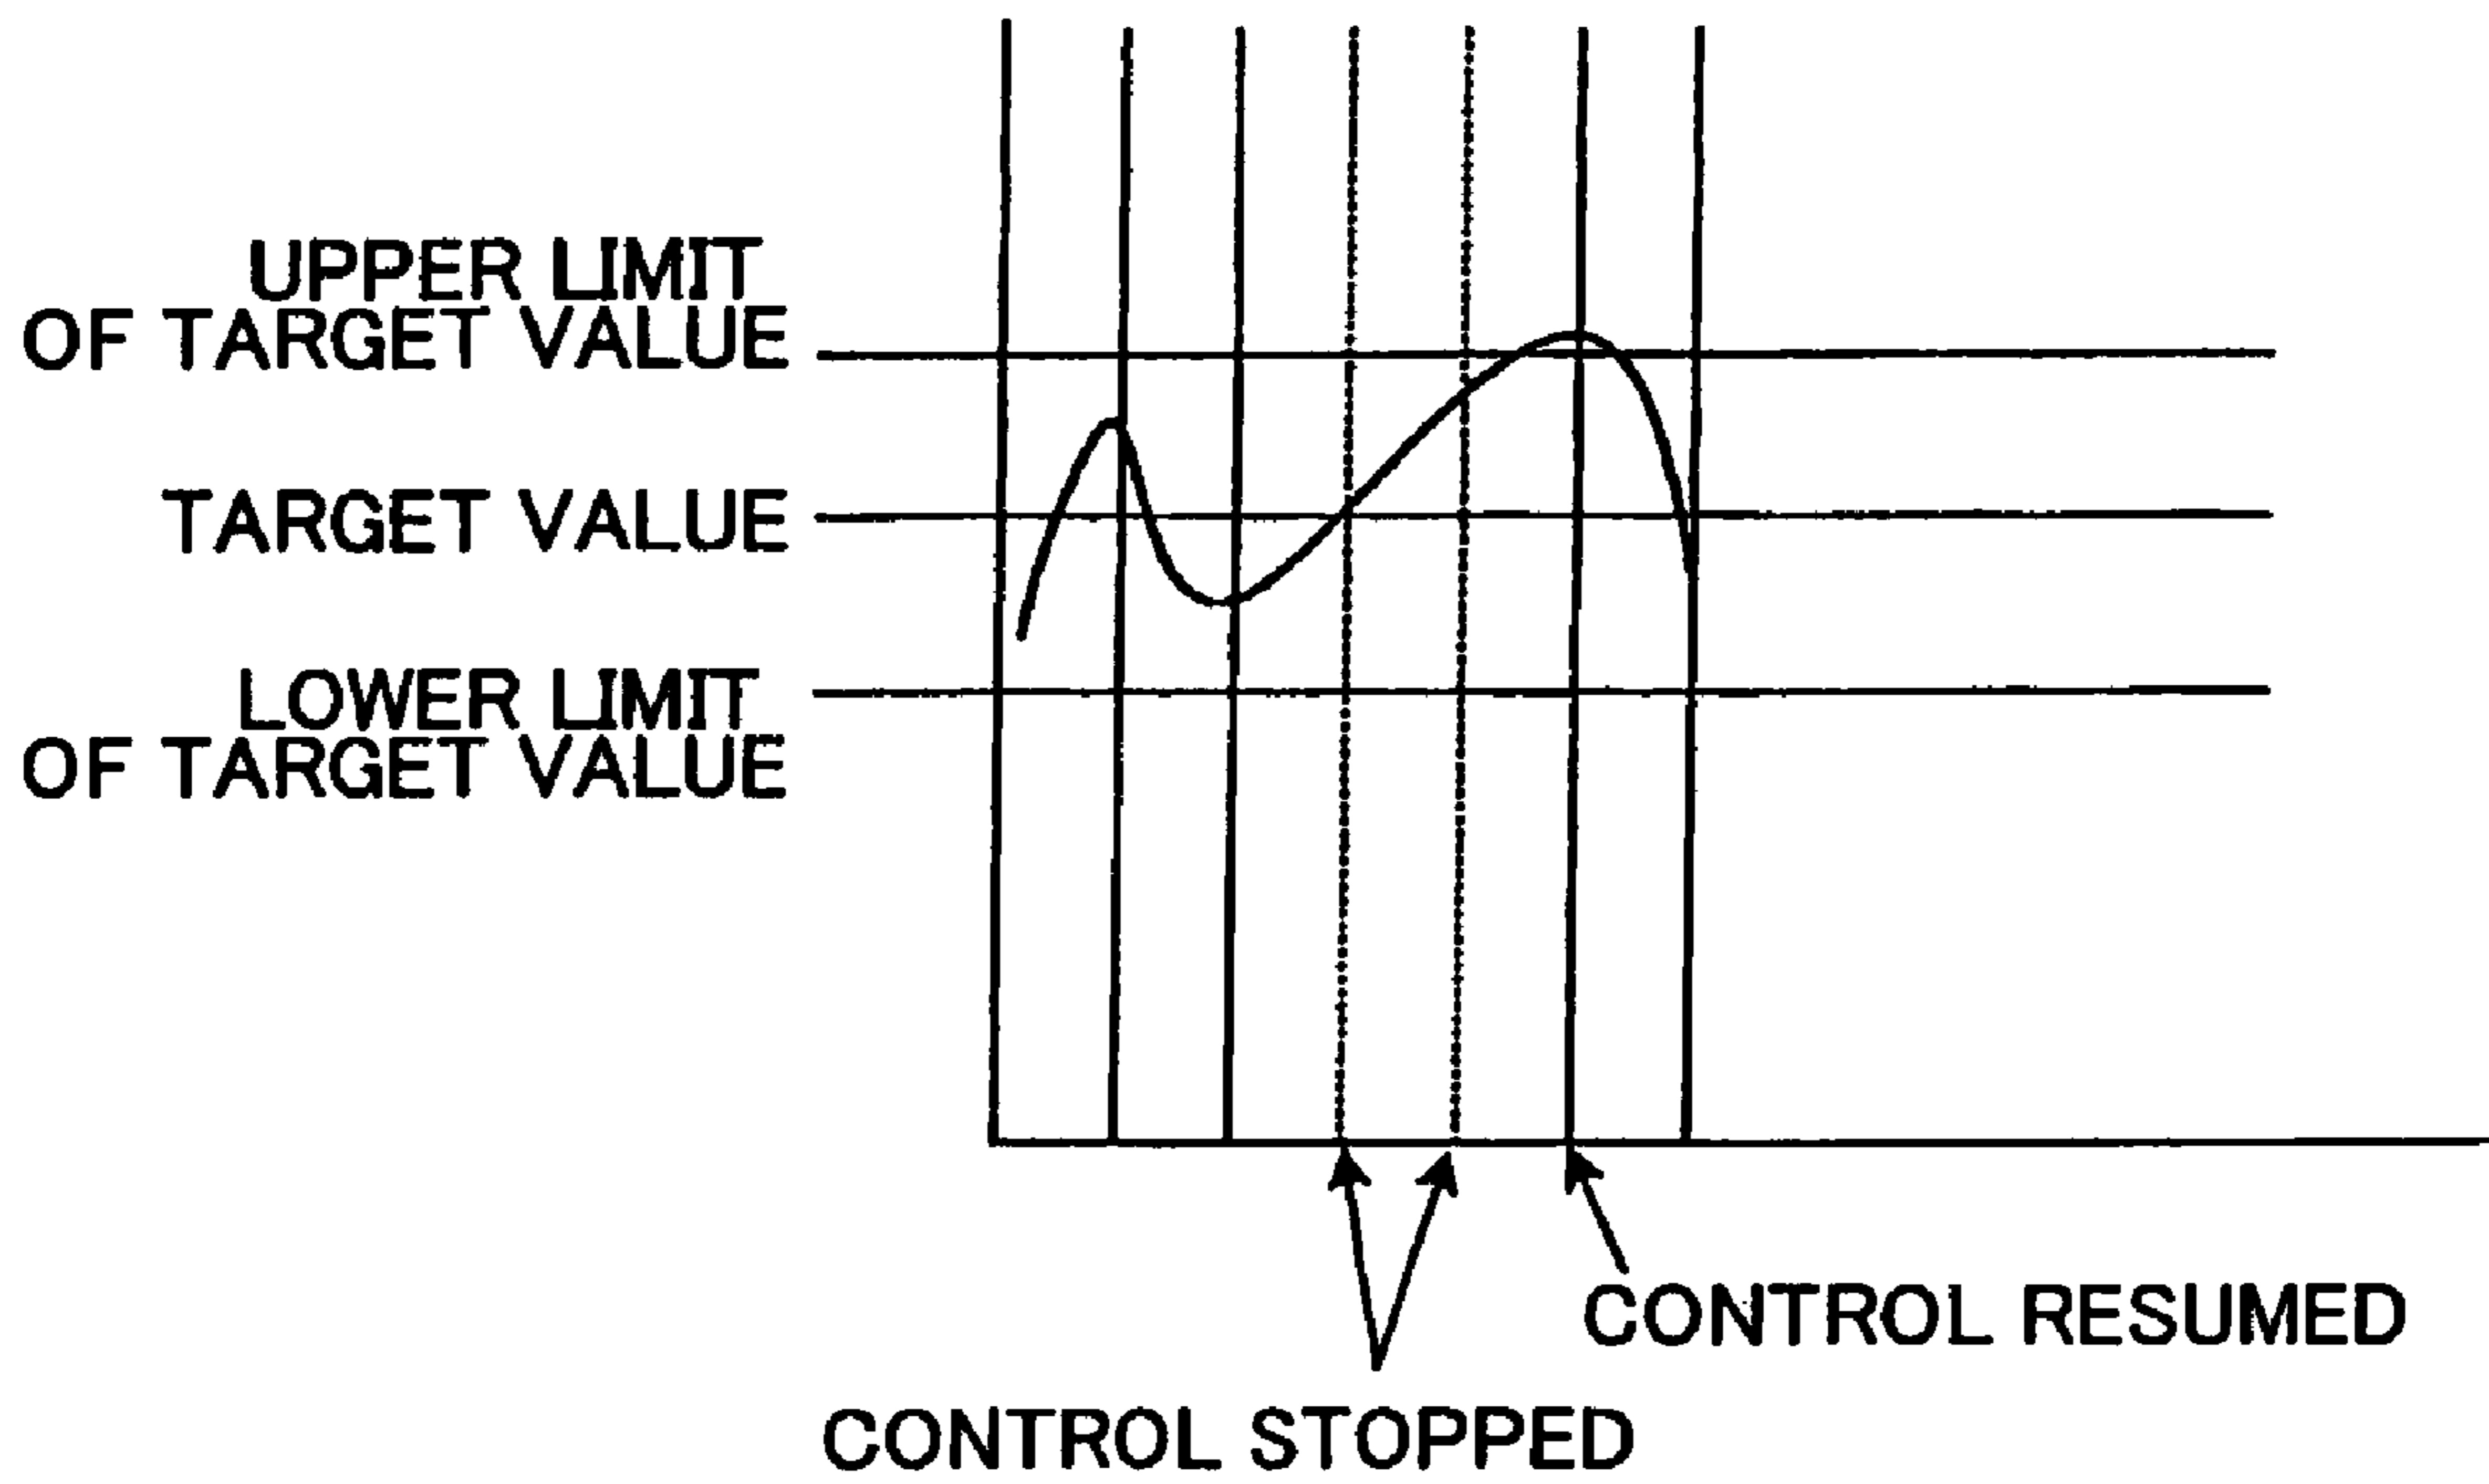 UPPER LIMIT
OF TARGET VALUE
TARGET VALUE
LOWER LIMIT
OF TARGET VALUE
CONTROL RESUMED
CONTROL STOPPED